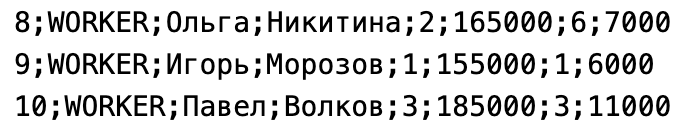 8;WORKER;Ольга;Никитина;2;165000;6;7000
9;WORKER;Игорь;Морозов;1;155000;1;6000
10;WORKER;Павел;Волков;3;185000;3;11000